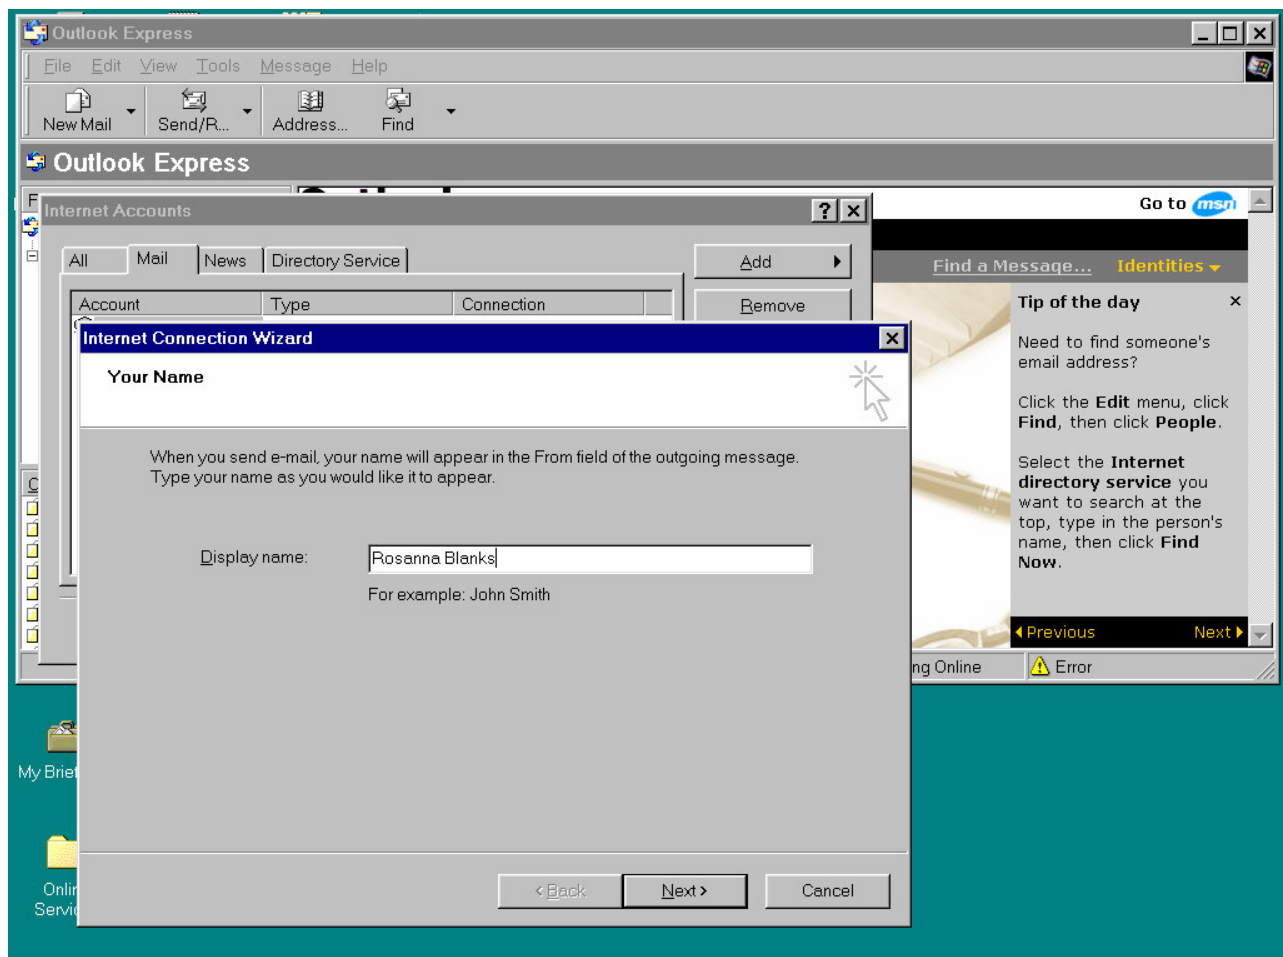 Outlook Express
File Edit View Tools Message Help
New Mail Send/R... Address... Find
Outlook Express
Go to msn
Internet Accounts
All Mail News Directory Service
Add
Remove
Account Type Connection
Find a Message... Identities
Tip of the day
Need to find someone's
email address?
Click the Edit menu, click
Find, then click People.
Select the Internet
directory service you
want to search at the
top, type in the person's
name, then click Find
Now.
Previous Next
Internet Connection Wizard
Your Name
When you send e-mail, your name will appear in the From field of the outgoing message.
Type your name as you would like it to appear.
Display name: Rosanna Blanks
For example: John Smith
< Back Next > Cancel
ng Online Error
My Brief
Onlin
Servic